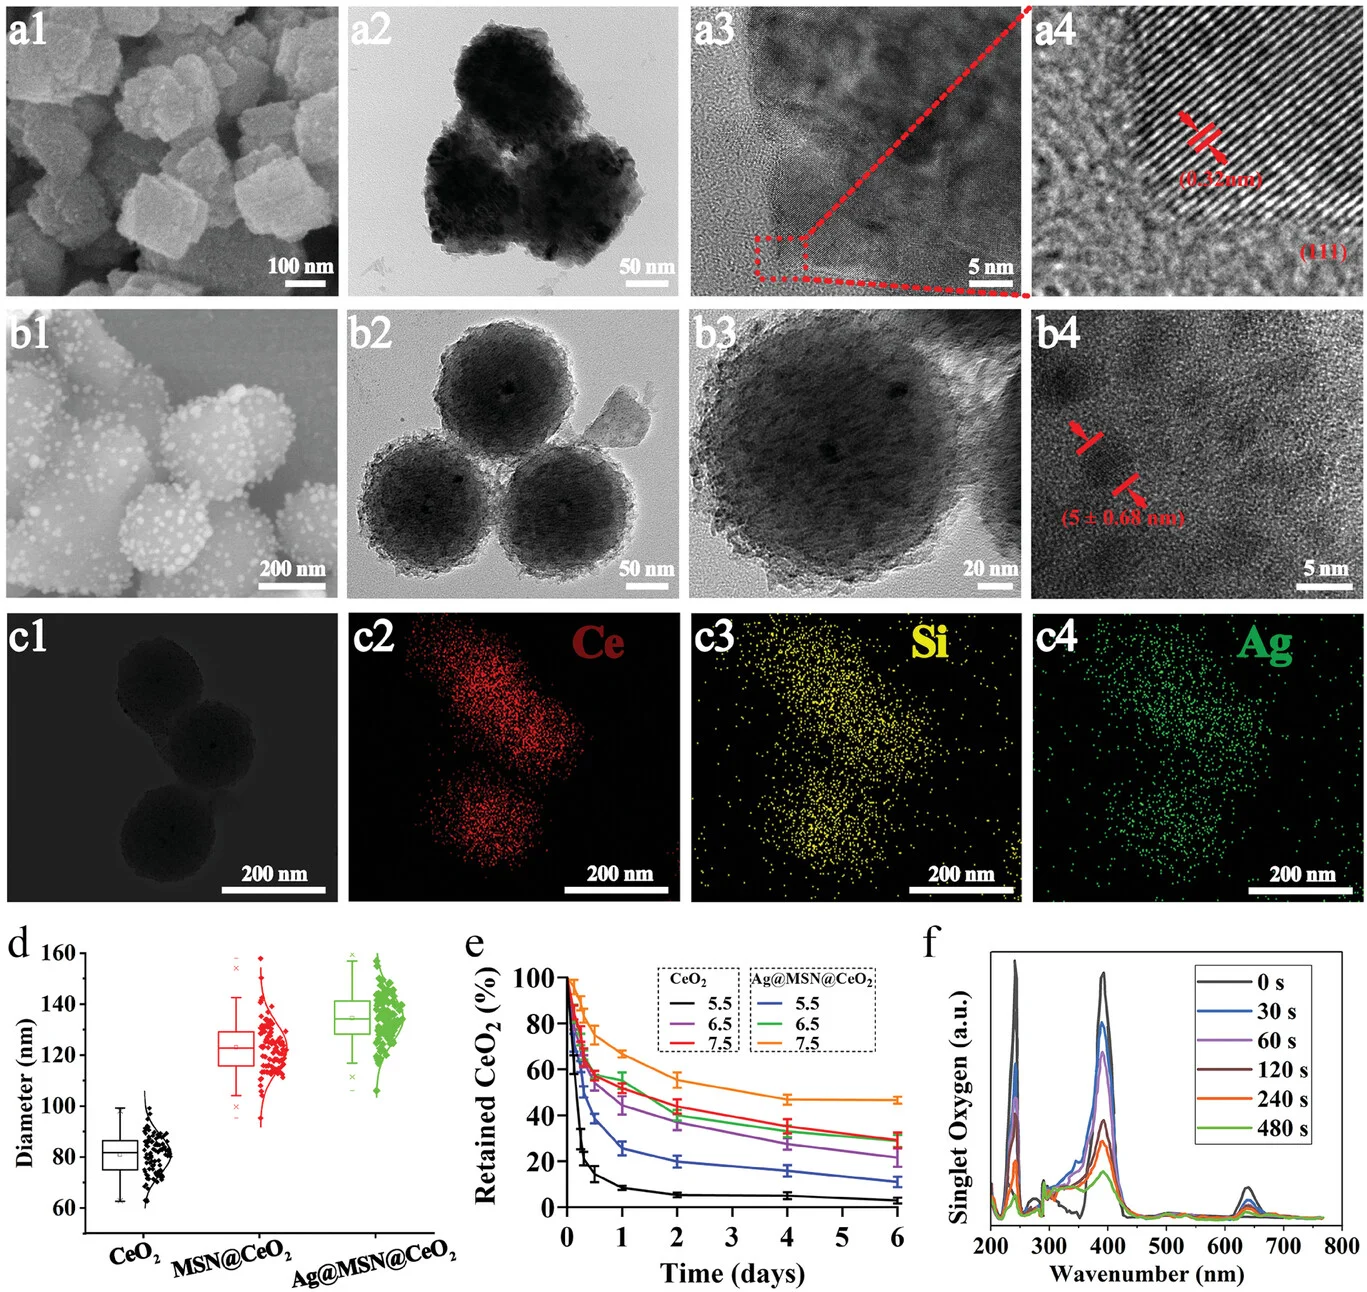 a1
100 nm
a2
50 nm
a3
5 nm
a4
(0.32nm)
(111)
b1
200 nm
b2
50 nm
b3
20 nm
b4
(5 ± 0.68 nm)
5 nm
c1
200 nm
c2
Ce
200 nm
c3
Si
200 nm
c4
Ag
200 nm
d
Diameter (nm)
160
140
120
100
80
60
CeO₂
MSN@CeO₂
Ag@MSN@CeO₂
e
Retained CeO₂ (%)
100
80
60
40
20
0
CeO₂
5.5
6.5
7.5
Ag@MSN@CeO₂
5.5
6.5
7.5
0 1 2 3 4 5 6
Time (days)
f
Singlet Oxygen (a.u.)
0 s
30 s
60 s
120 s
240 s
480 s
200 300 400 500 600 700 800
Wavenumber (nm)